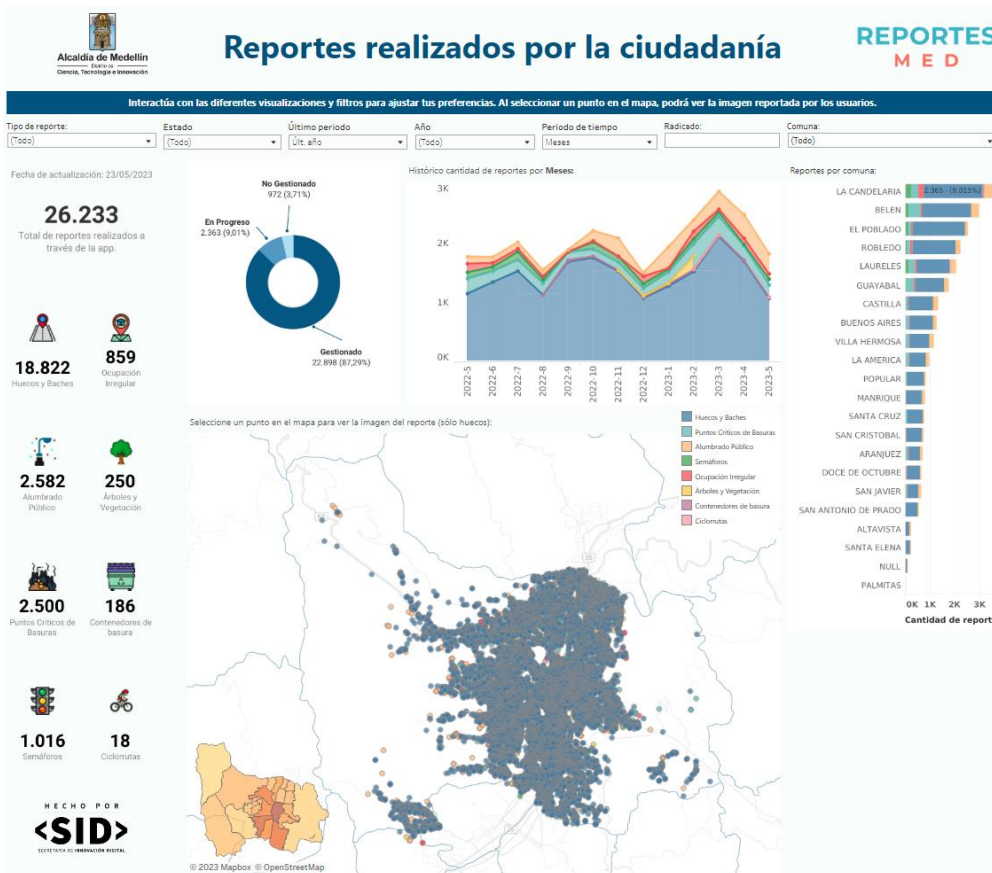 Alcaldía de Medellín
Distrito de
Ciencia, Tecnología e Innovación
Reportes realizados por la ciudadanía
REPORTES
MED
Interactúa con las diferentes visualizaciones y filtros para ajustar tus preferencias. Al seleccionar un punto en el mapa, podrá ver la imagen reportada por los usuarios.
Tipo de reporte: Estado Último periodo Año Periodo de tiempo Radicado: Comuna:
(Todo) (Todo) Últ. año (Todo) Meses (Todo)
Fecha de actualización: 23/05/2023
26.233
Total de reportes realizados a
través de la app.
18.822
Huecos y Baches
859
Ocupación
Irregular
2.582
Alumbrado
Público
250
Árboles y
Vegetación
2.500
Puntos Críticos de
Basuras
186
Contenedores de
basura
1.016
Semáforos
18
Ciclorrutas
HECHO POR
<SID>
SECRETARÍA DE INNOVACIÓN DIGITAL
No Gestionado
972 (3,71%)
En Progreso
2.363 (9,01%)
Gestionado
22.898 (87,29%)
Histórico cantidad de reportes por Meses:
3K
2K
1K
0K
2022-5
2022-6
2022-7
2022-8
2022-9
2022-10
2022-11
2022-12
2023-1
2023-2
2023-3
2023-4
2023-5
Seleccione un punto en el mapa para ver la imagen del reporte (sólo huecos):
Huecos y Baches
Puntos Críticos de Basuras
Alumbrado Público
Semáforos
Ocupación Irregular
Árboles y Vegetación
Contenedores de basura
Ciclorrutas
25
© 2023 Mapbox © OpenStreetMap
Reportes por comuna:
LA CANDELARIA
2.365 - (9.015%)
BELEN
EL POBLADO
ROBLEDO
LAURELES
GUAYABAL
CASTILLA
BUENOS AIRES
VILLA HERMOSA
LA AMERICA
POPULAR
MANRIQUE
SANTA CRUZ
SAN CRISTOBAL
ARANJUEZ
DOCE DE OCTUBRE
SAN JAVIER
SAN ANTONIO DE PRADO
ALTAVISTA
SANTA ELENA
NULL
PALMITAS
0K 1K 2K 3K
Cantidad de report